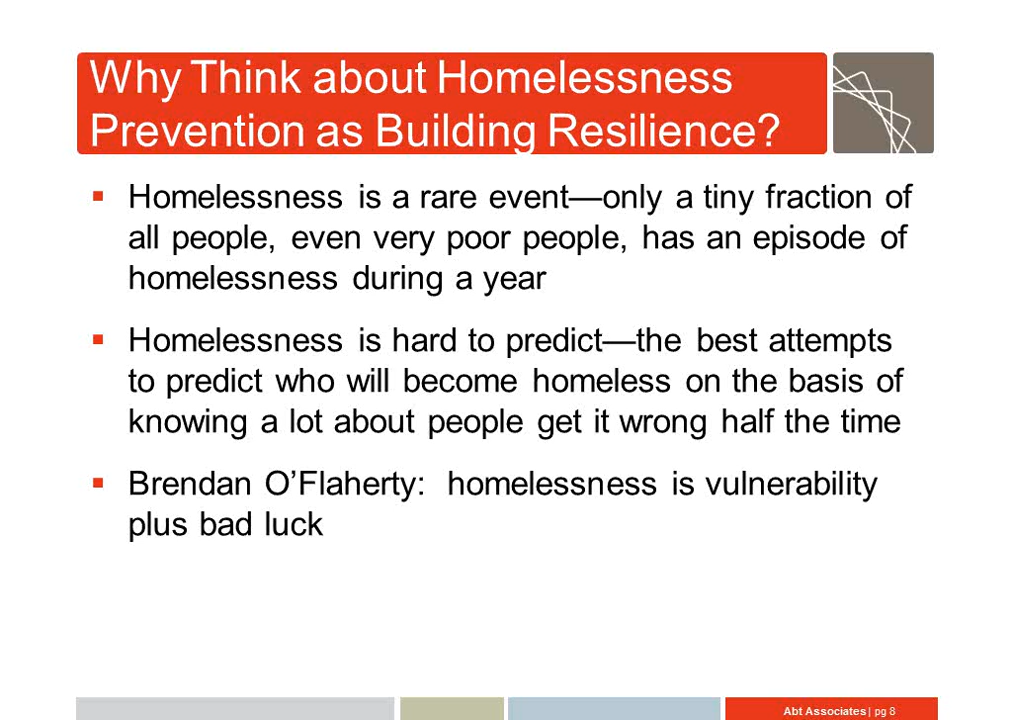 Why Think about Homelessness
Prevention as Building Resilience?
Homelessness is a rare event—only a tiny fraction of
all people, even very poor people, has an episode of
homelessness during a year
Homelessness is hard to predict—the best attempts
to predict who will become homeless on the basis of
knowing a lot about people get it wrong half the time
Brendan O’Flaherty: homelessness is vulnerability
plus bad luck
Abt Associates | pg 8